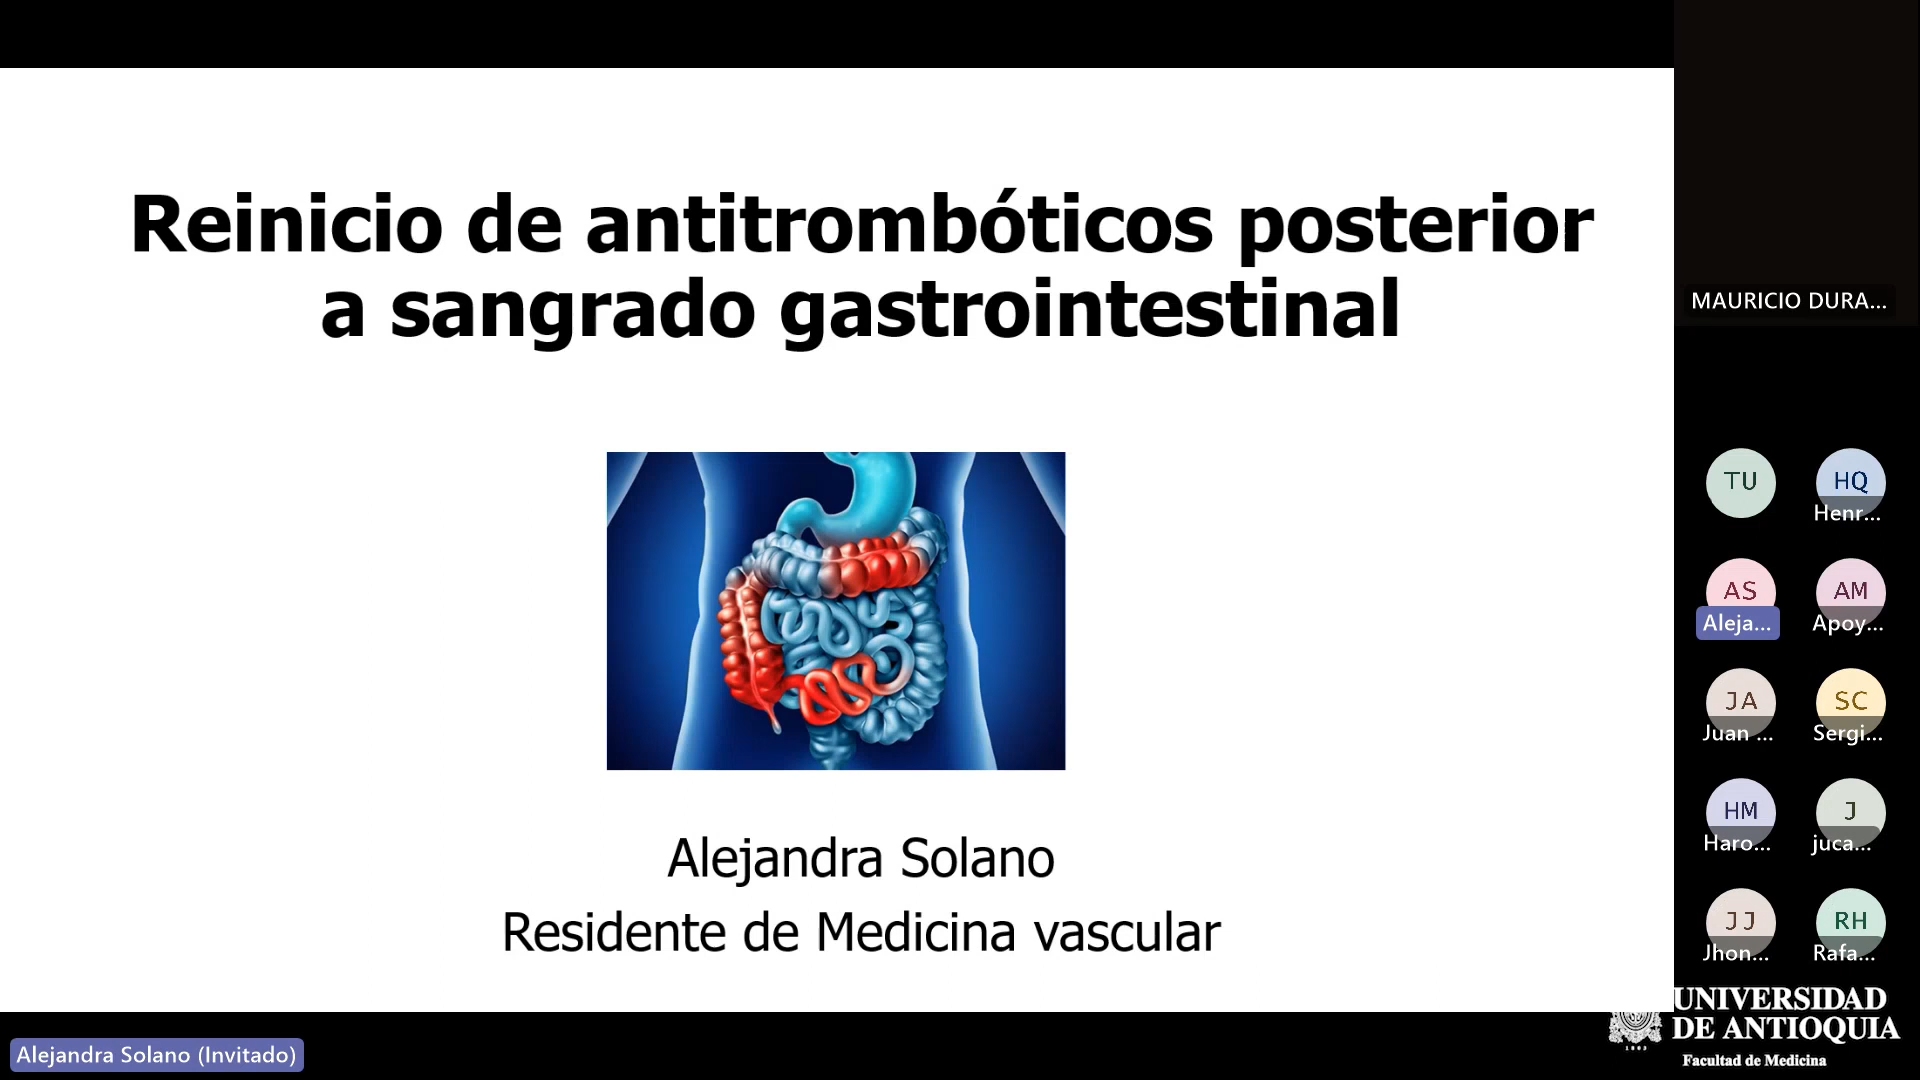 Reinicio de antitrombóticos posterior
a sangrado gastrointestinal
Alejandra Solano
Residente de Medicina vascular
MAURICIO DURA...
TU
HQ
Henr...
AS
Aleja...
AM
Apoy...
JA
Juan ...
SC
Sergi...
HM
Haro...
J
juca...
JJ
Jhon...
RH
Rafa...
UNIVERSIDAD
DE ANTIOQUIA
1803
Facultad de Medicina
Alejandra Solano (Invitado)